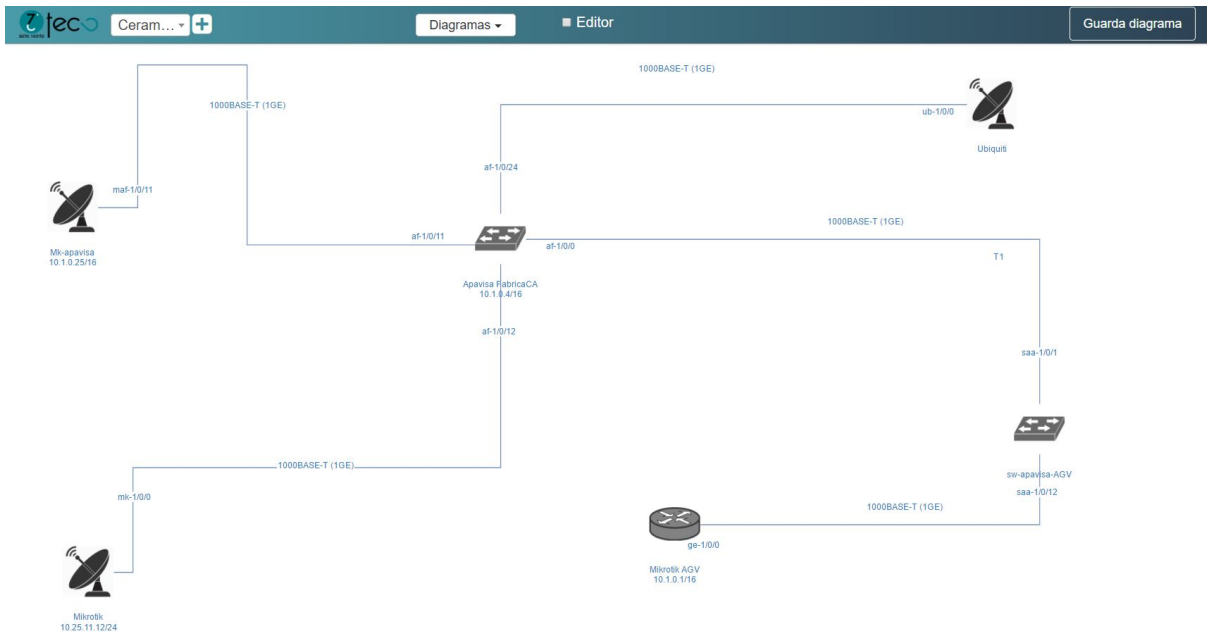 7 teco
Ceram...
Diagramas
Editor
Guarda diagrama
1000BASE-T (1GE)
1000BASE-T (1GE)
ub-1/0/0
Ubiquiti
af-1/0/24
maf-1/0/11
1000BASE-T (1GE)
af-1/0/11
af-1/0/0
Mk-apavisa
10.1.0.25/16
T1
Apavisa FabricaCA
10.1.0.4/16
af-1/0/12
saa-1/0/1
1000BASE-T (1GE)
sw-apavisa-AGV
saa-1/0/12
mk-1/0/0
1000BASE-T (1GE)
ge-1/0/0
Mikrotik AGV
10.1.0.1/16
Mikrotik
10.25.11.12/24